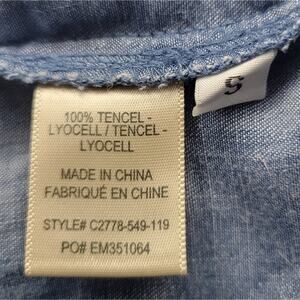 S
100% TENCEL -
LYOCELL / TENCEL -
LYOCELL
MADE IN CHINA
FABRIQUÉ EN CHINE
STYLE# C2778-549-119
PO# EM351064